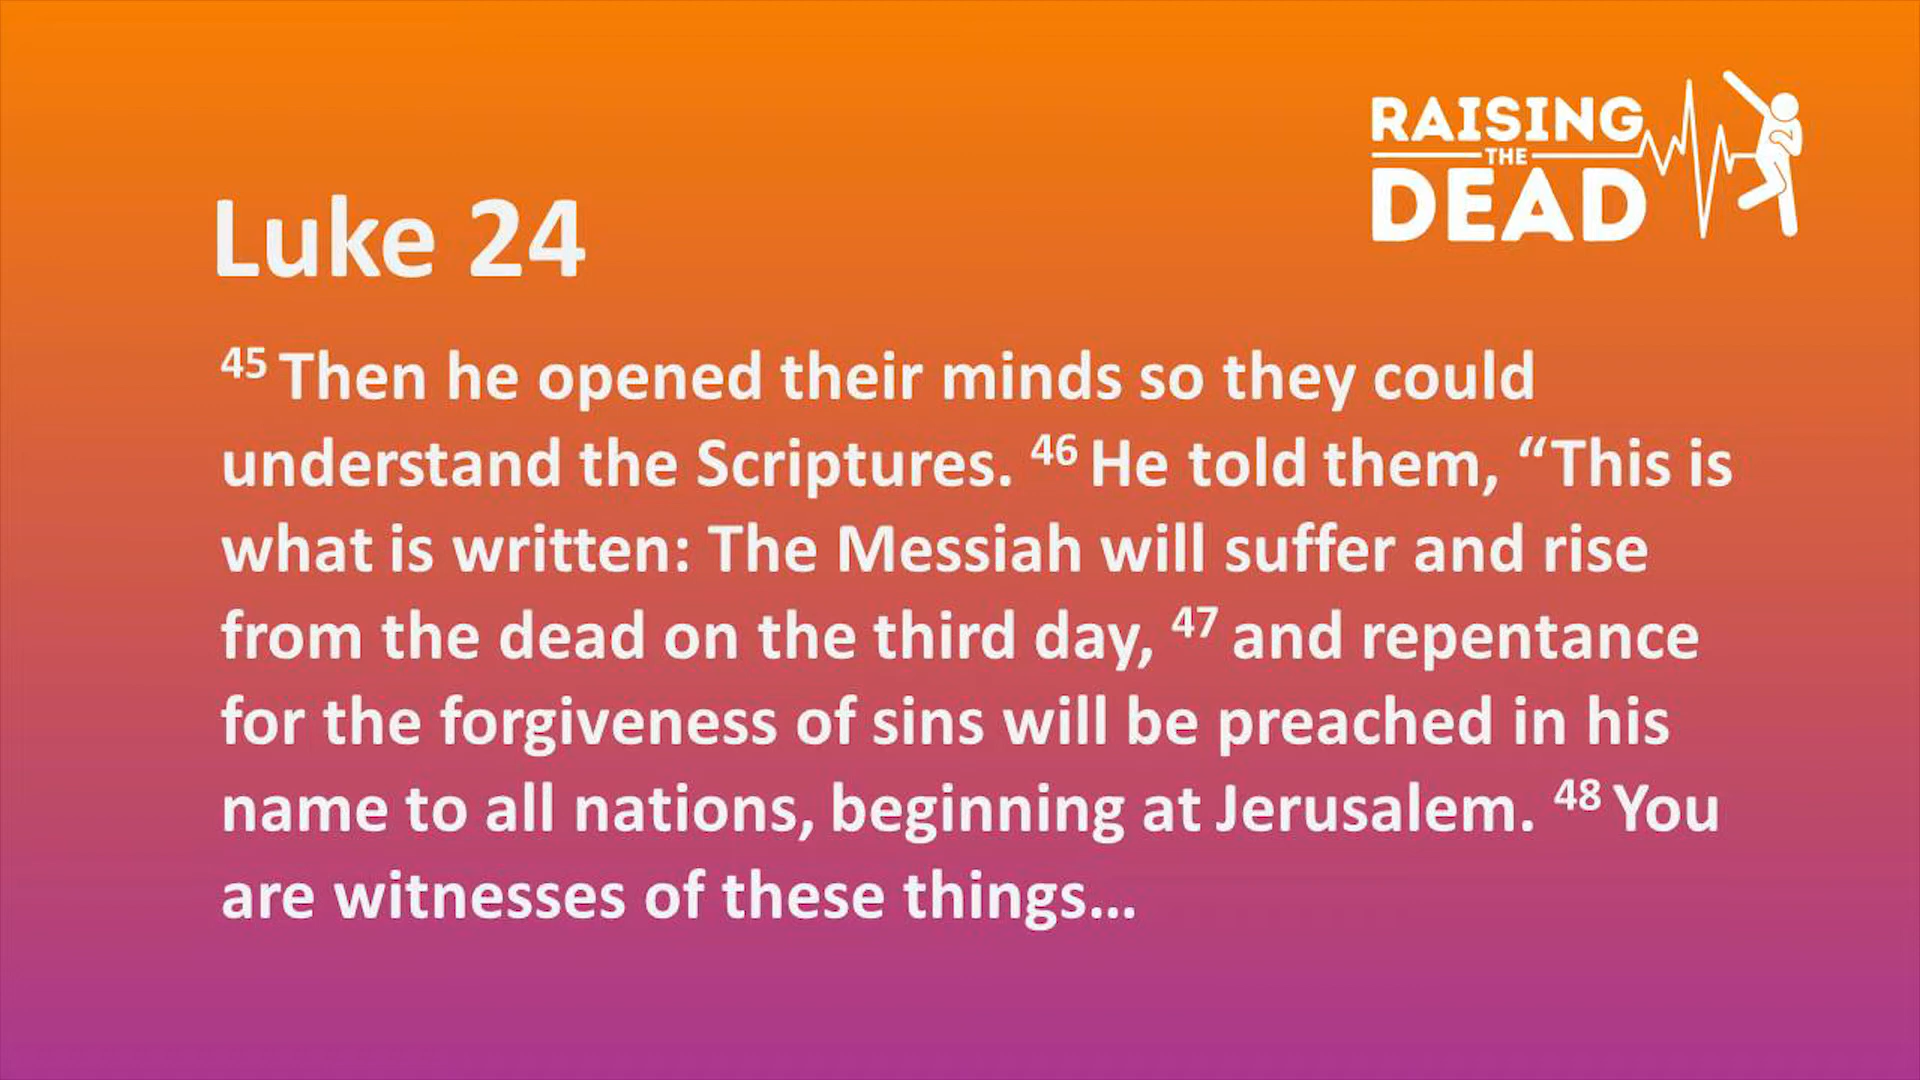 RAISING
THE
DEAD
Luke 24
45 Then he opened their minds so they could
understand the Scriptures. 46 He told them, “This is
what is written: The Messiah will suffer and rise
from the dead on the third day, 47 and repentance
for the forgiveness of sins will be preached in his
name to all nations, beginning at Jerusalem. 48 You
are witnesses of these things...